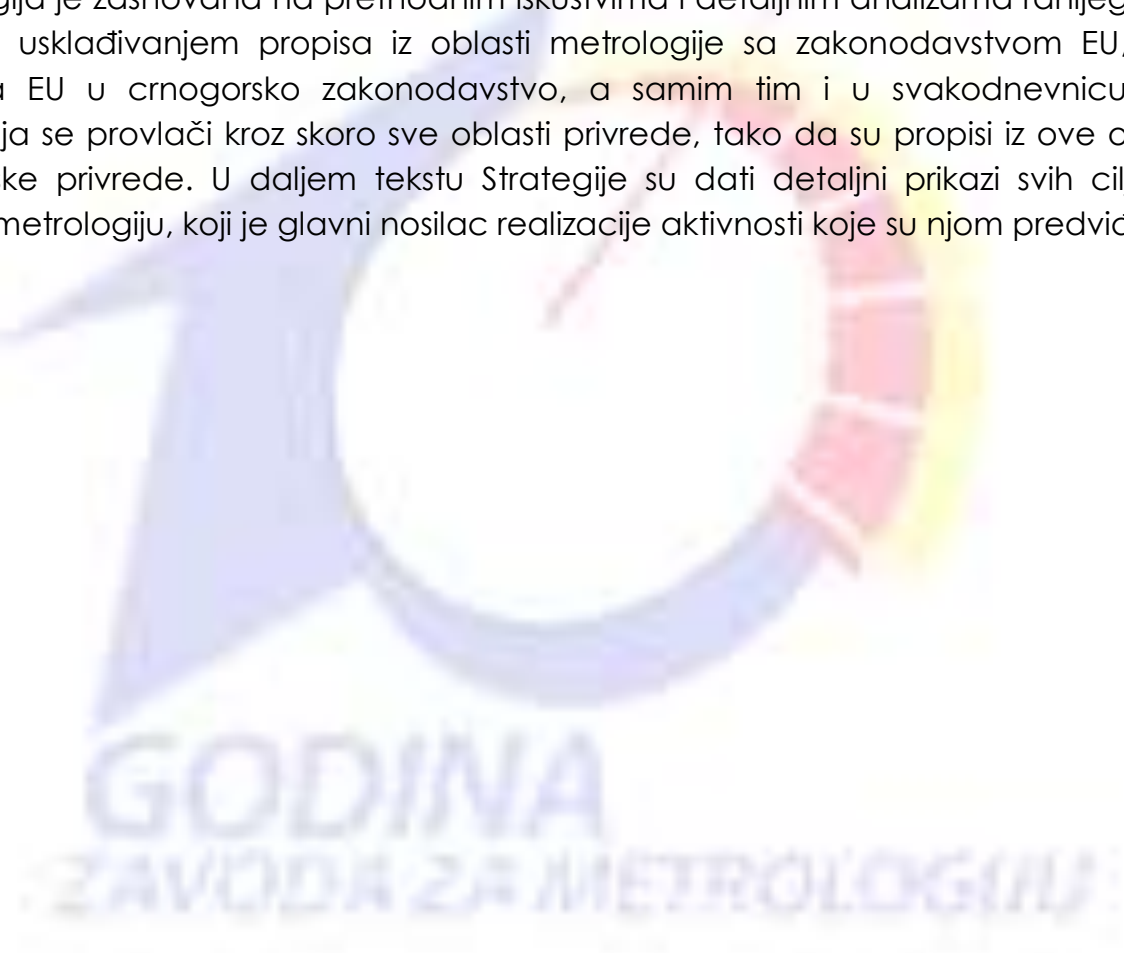 gija je zasnovana na prethodnim iskustvima i detaljnim analizama ranijeg
usklađivanjem propisa iz oblasti metrologije sa zakonodavstvom EU,
a EU u crnogorsko zakonodavstvo, a samim tim i u svakodnevnicu
ja se provlači kroz skoro sve oblasti privrede, tako da su propisi iz ove o
ske privrede. U daljem tekstu Strategije su dati detaljni prikazi svih cil
metrologiju, koji je glavni nosilac realizacije aktivnosti koje su njom predvi
10
GODINA
ZAVODA ZA METROLOGIJU